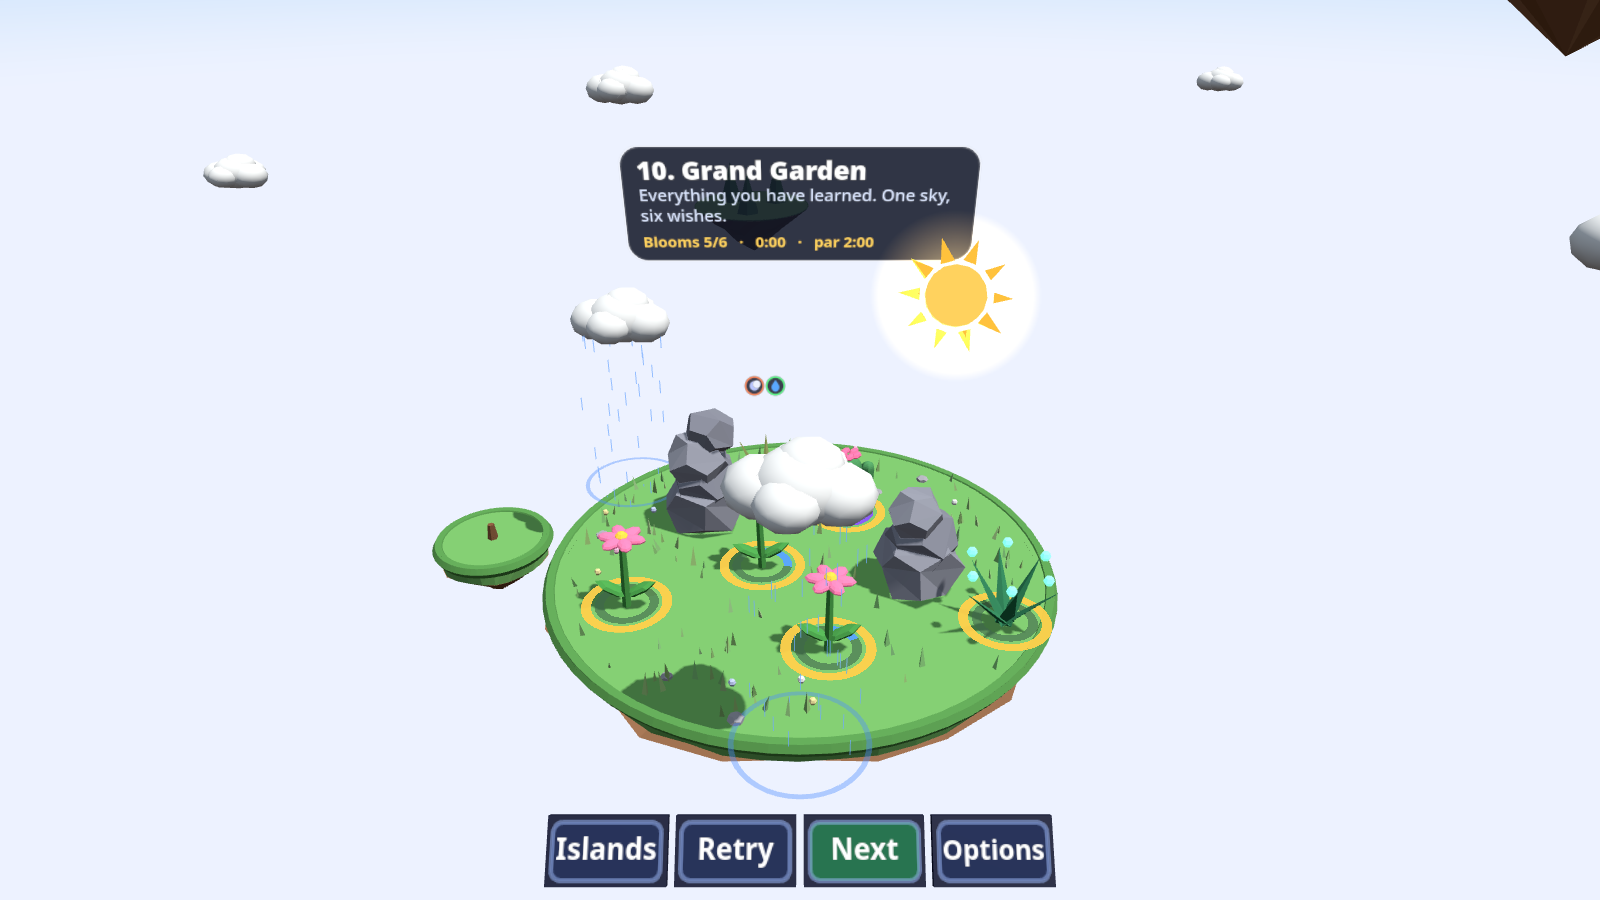 10. Grand Garden
Everything you have learned. One sky,
six wishes.
Blooms 5/6 · 0:00 · par 2:00
Islands
Retry
Next
Options